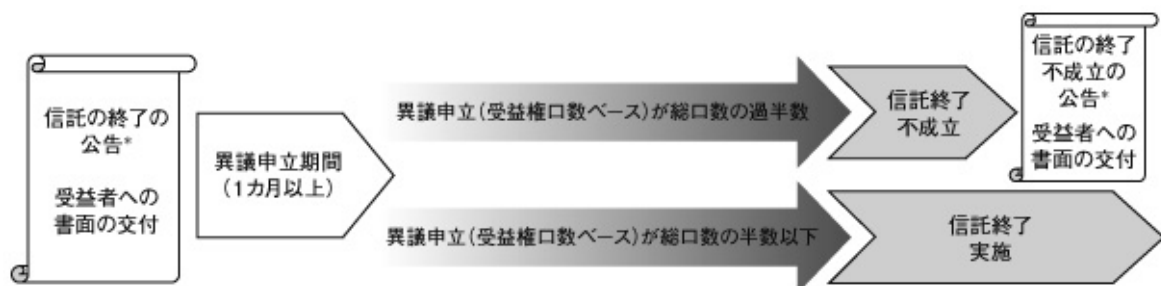 信託の終了の
公告*
受益者への
書面の交付
異議申立期間
(1カ月以上)
異議申立(受益権口数ベース)が総口数の過半数
信託終了
不成立
信託の終了
不成立の
公告*
受益者への
書面の交付
異議申立(受益権口数ベース)が総口数の半数以下
信託終了
実施